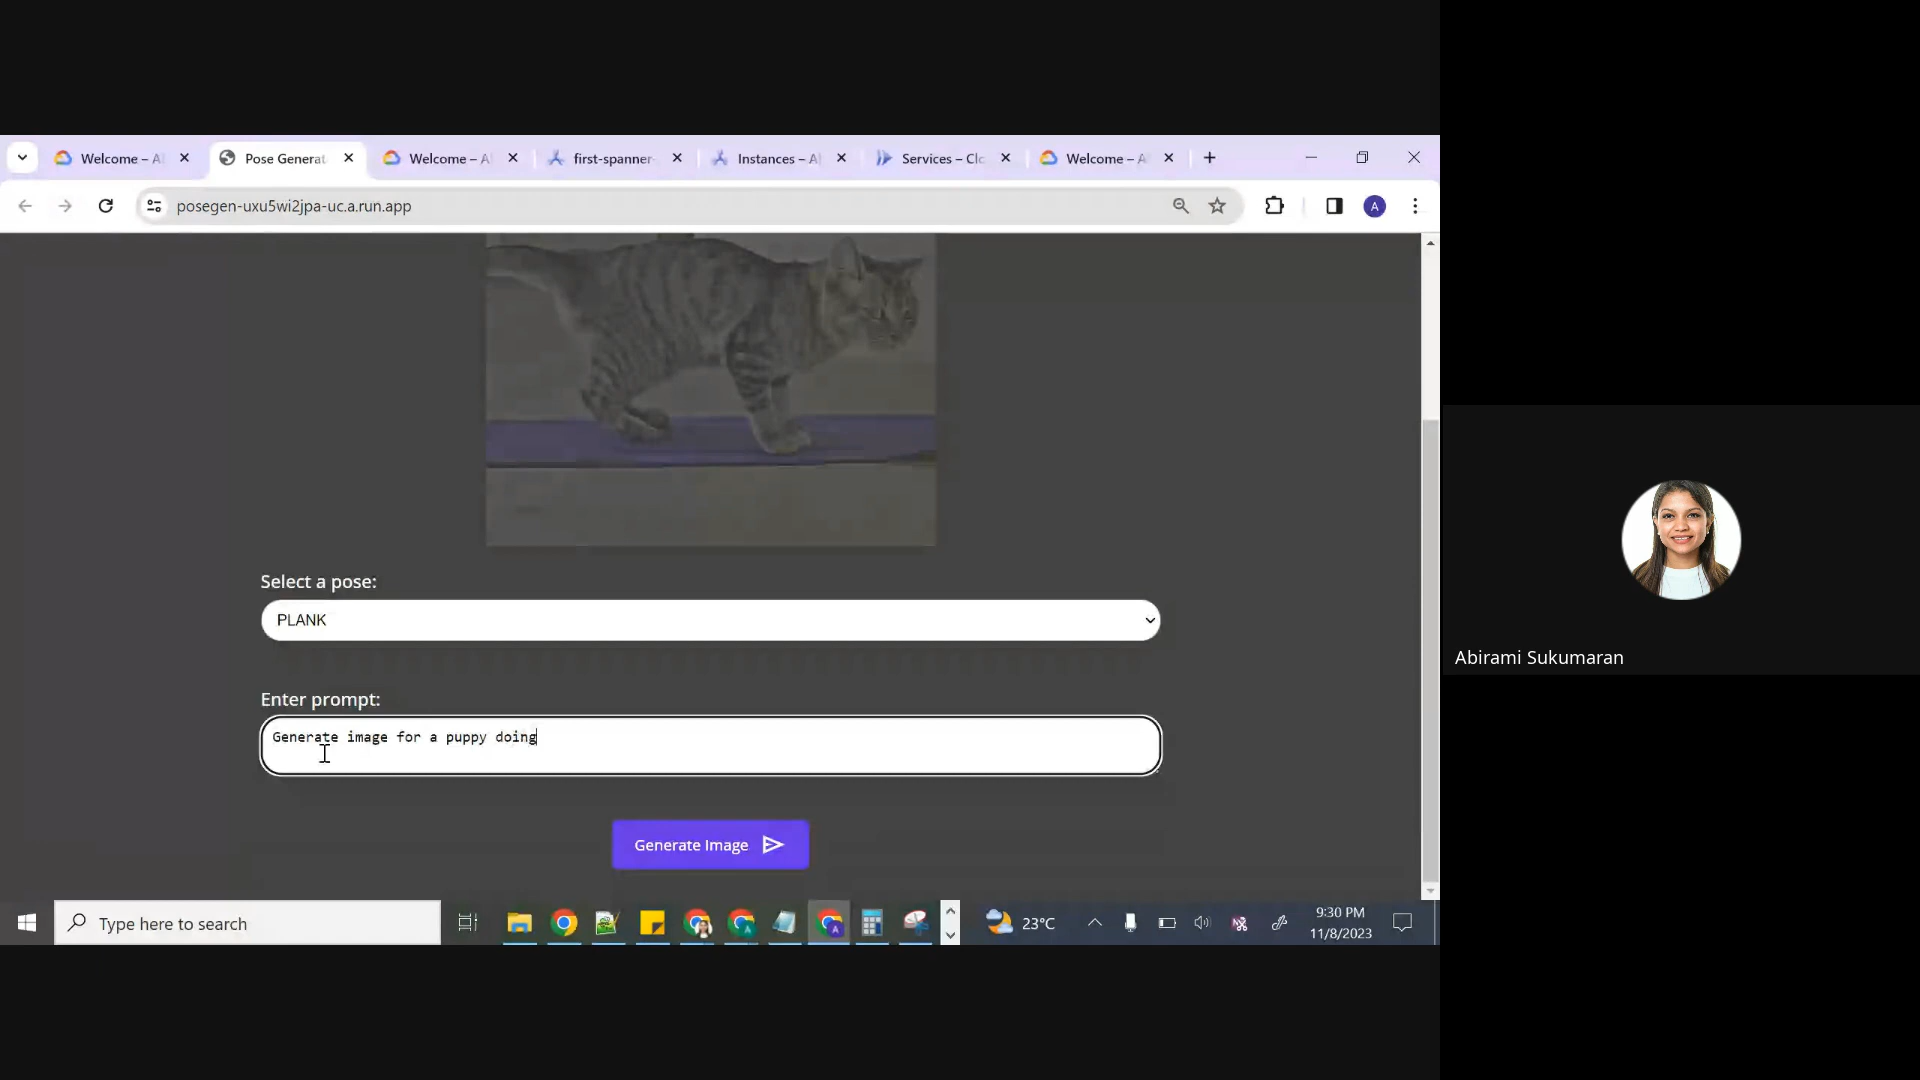 Welcome – A
Pose Generat
Welcome – A
first-spanner-
Instances – A
Services – Clo
Welcome – A
posegen-uxu5wi2jpa-uc.a.run.app
A
Select a pose:
PLANK
Enter prompt:
Generate image for a puppy doing
Generate Image
Abirami Sukumaran
Type here to search
23°C
9:30 PM
11/8/2023